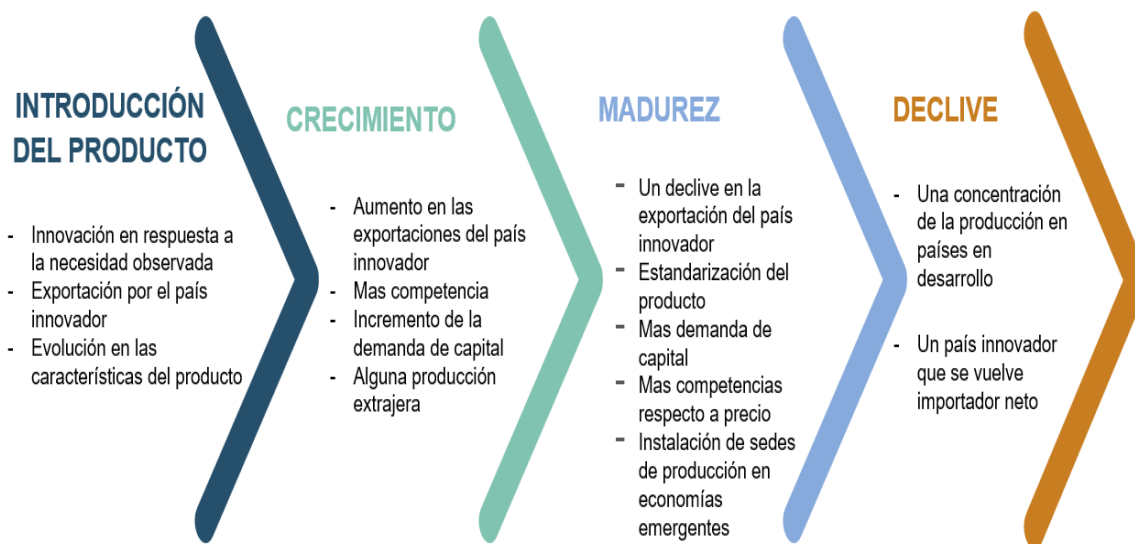 INTRODUCCIÓN
DEL PRODUCTO
- Innovación en respuesta a
la necesidad observada
- Exportación por el país
innovador
- Evolución en las
características del producto
CRECIMIENTO
- Aumento en las
exportaciones del país
innovador
- Mas competencia
- Incremento de la
demanda de capital
- Alguna producción
extrajera
MADUREZ
- Un declive en la
exportación del país
innovador
- Estandarización del
producto
- Mas demanda de
capital
- Mas competencias
respecto a precio
- Instalación de sedes
de producción en
economías
emergentes
DECLIVE
- Una concentración
de la producción en
países en
desarrollo
- Un país innovador
que se vuelve
importador neto